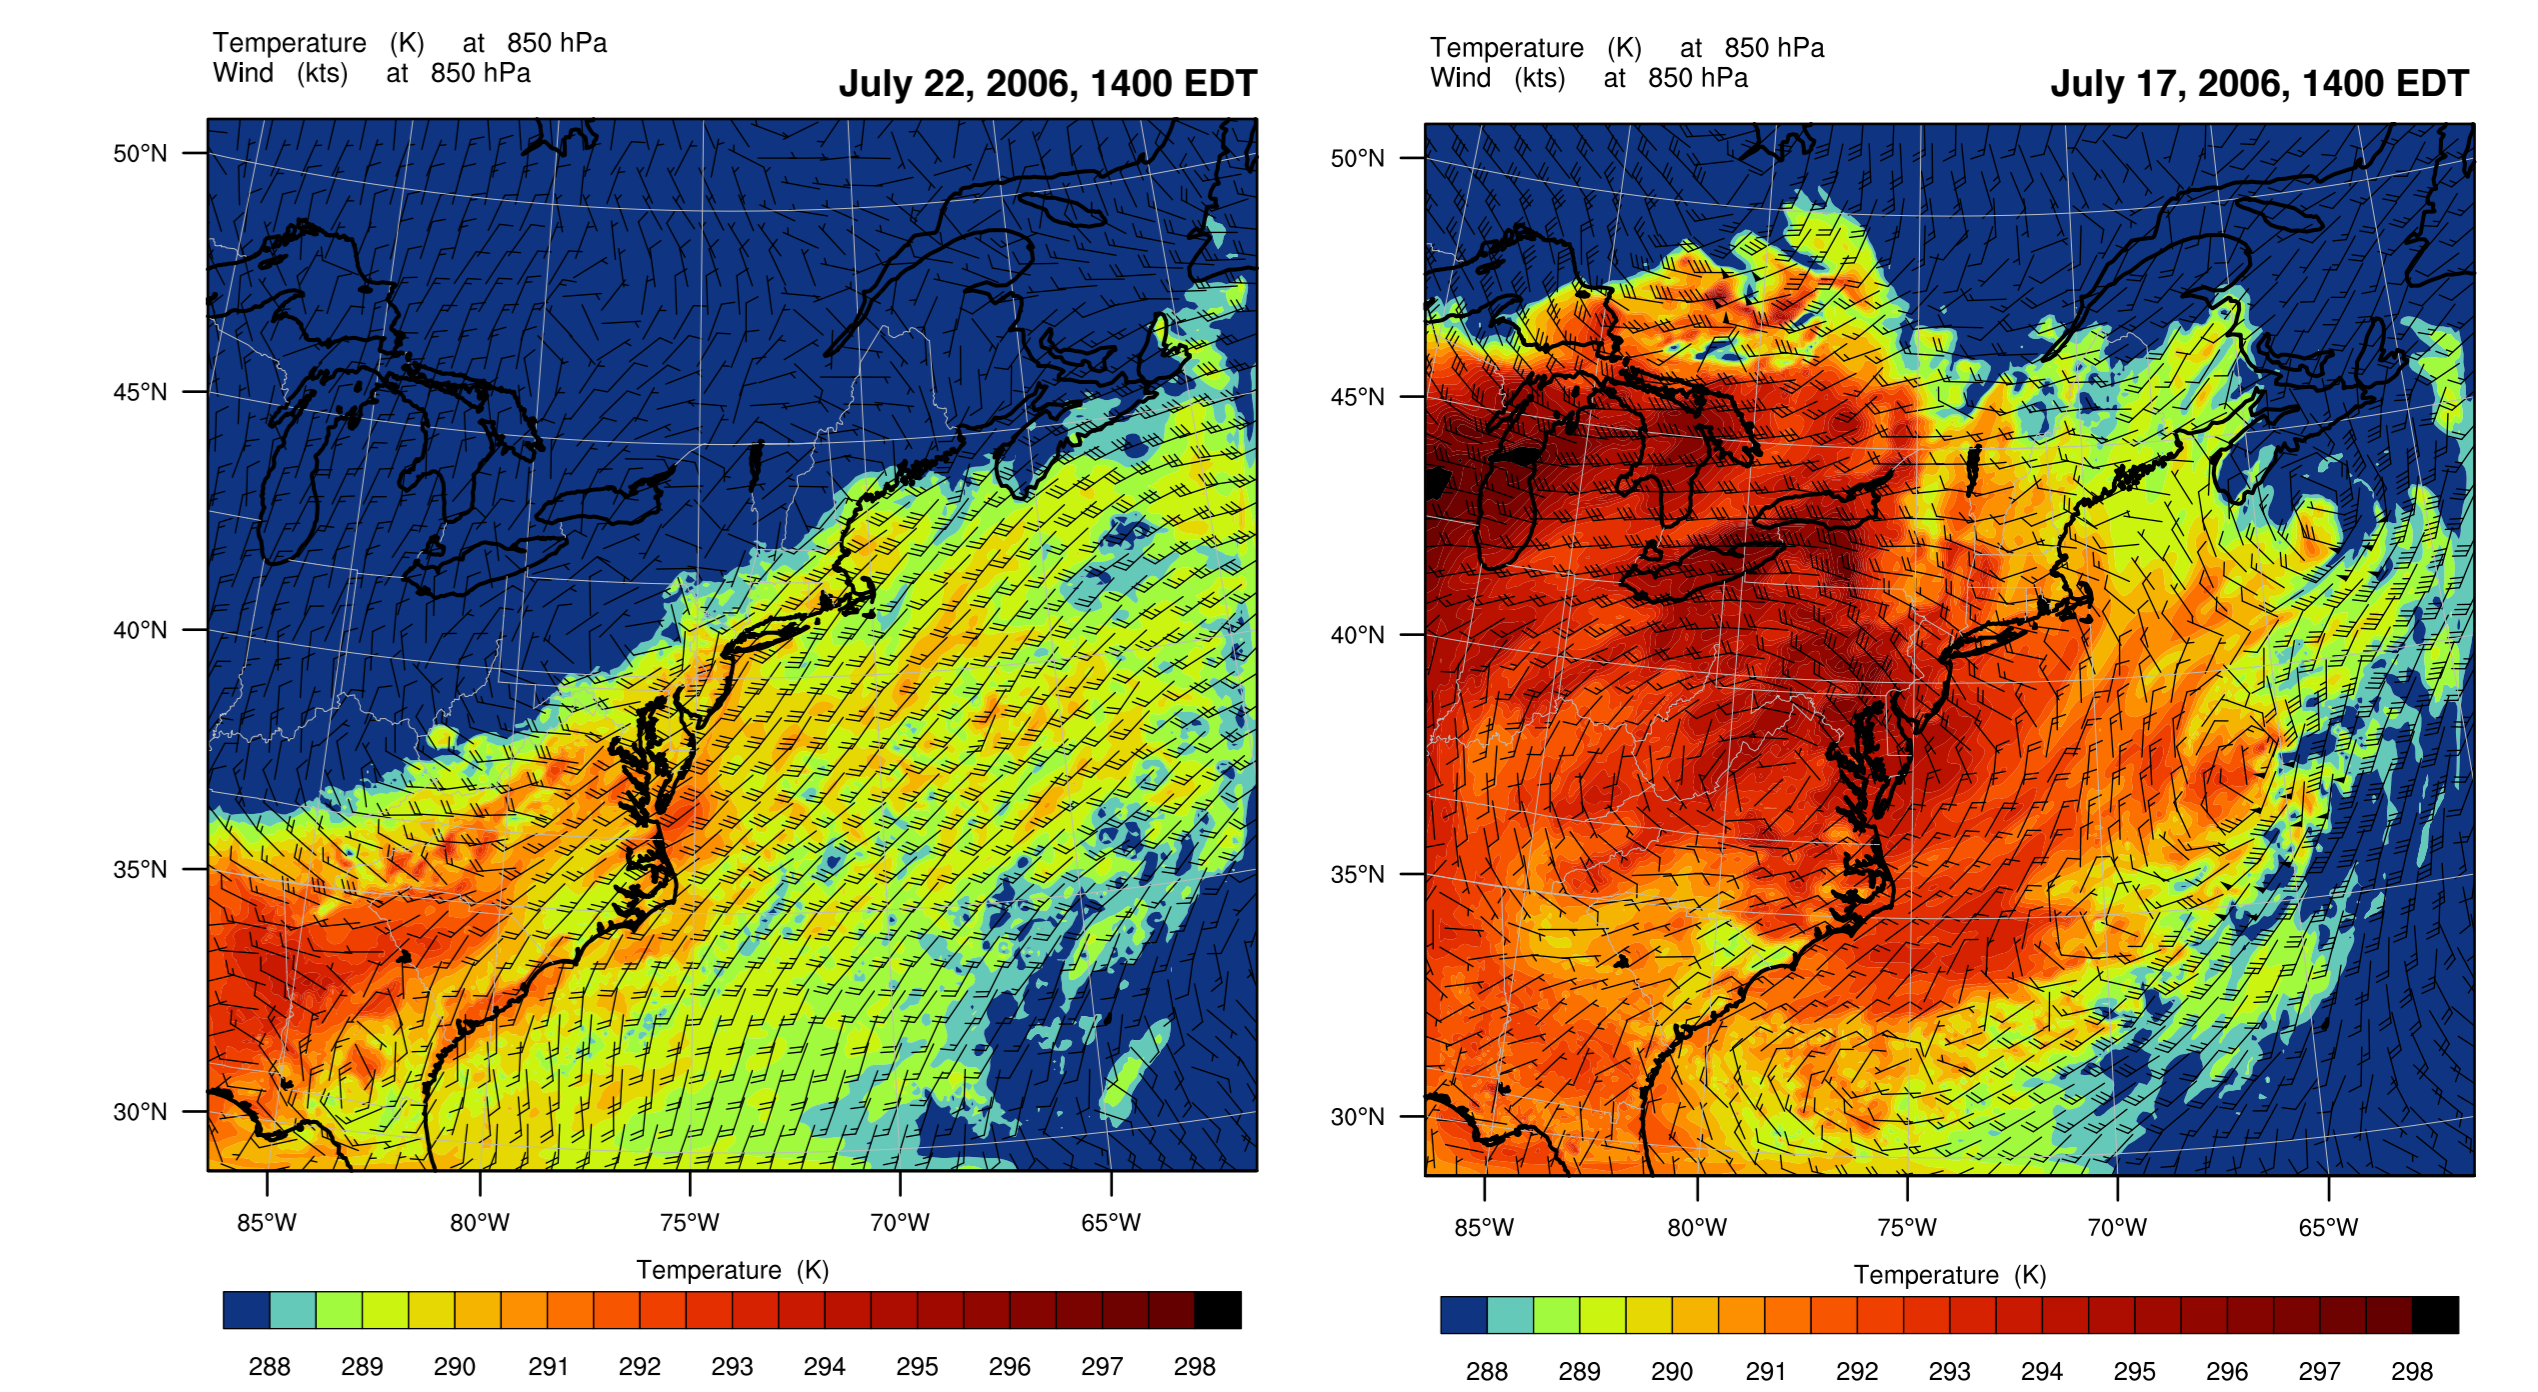 Temperature (K) at 850 hPa
Wind (kts) at 850 hPa
July 22, 2006, 1400 EDT
50°N
45°N
40°N
35°N
30°N
85°W 80°W 75°W 70°W 65°W
Temperature (K)
288 289 290 291 292 293 294 295 296 297 298
Temperature (K) at 850 hPa
Wind (kts) at 850 hPa
July 17, 2006, 1400 EDT
50°N
45°N
40°N
35°N
30°N
85°W 80°W 75°W 70°W 65°W
Temperature (K)
288 289 290 291 292 293 294 295 296 297 298